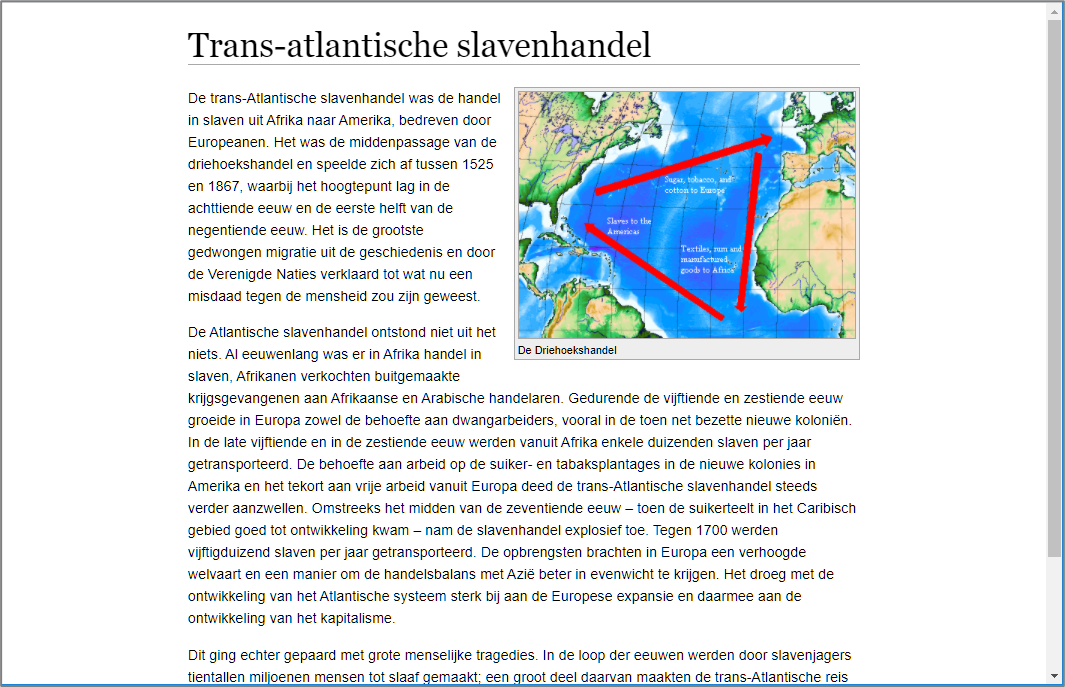 Trans-atlantische slavenhandel
De trans-Atlantische slavenhandel was de handel
in slaven uit Afrika naar Amerika, bedreven door
Europeanen. Het was de middenpassage van de
driehoekshandel en speelde zich af tussen 1525
en 1867, waarbij het hoogtepunt lag in de
achttiende eeuw en de eerste helft van de
negentiende eeuw. Het is de grootste
gedwongen migratie uit de geschiedenis en door
de Verenigde Naties verklaard tot wat nu een
misdaad tegen de mensheid zou zijn geweest.
Sugar, tobacco, and
cotton to Europe
Slaves to the
Americas
Textiles, rum and
manufactured
goods to Africa
De Driehoekshandel
De Atlantische slavenhandel ontstond niet uit het
niets. Al eeuwenlang was er in Afrika handel in
slaven, Afrikanen verkochten buitgemaakte
krijgsgevangenen aan Afrikaanse en Arabische handelaren. Gedurende de vijftiende en zestiende eeuw
groeide in Europa zowel de behoefte aan dwangarbeiders, vooral in de toen net bezette nieuwe koloniën.
In de late vijftiende en in de zestiende eeuw werden vanuit Afrika enkele duizenden slaven per jaar
getransporteerd. De behoefte aan arbeid op de suiker- en tabaksplantages in de nieuwe kolonies in
Amerika en het tekort aan vrije arbeid vanuit Europa deed de trans-Atlantische slavenhandel steeds
verder aanzwellen. Omstreeks het midden van de zeventiende eeuw – toen de suikerteelt in het Caribisch
gebied goed tot ontwikkeling kwam – nam de slavenhandel explosief toe. Tegen 1700 werden
vijftigduizend slaven per jaar getransporteerd. De opbrengsten brachten in Europa een verhoogde
welvaart en een manier om de handelsbalans met Azië beter in evenwicht te krijgen. Het droeg met de
ontwikkeling van het Atlantische systeem sterk bij aan de Europese expansie en daarmee aan de
ontwikkeling van het kapitalisme.
Dit ging echter gepaard met grote menselijke tragedies. In de loop der eeuwen werden door slavenjagers
tientallen miljoenen mensen tot slaaf gemaakt; een groot deel daarvan maakten de trans-Atlantische reis